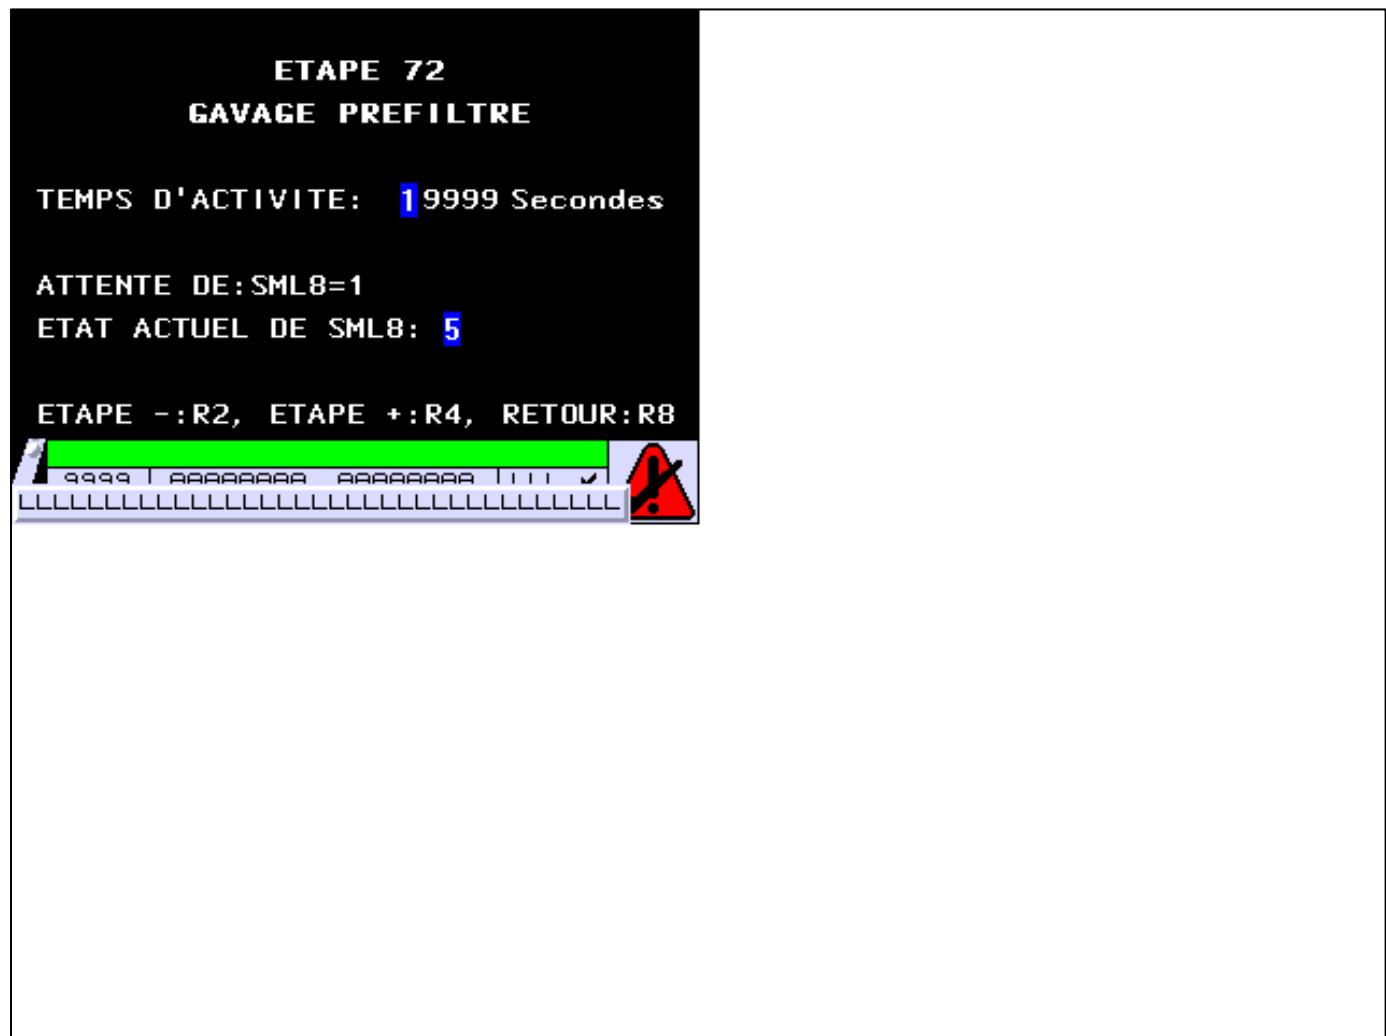 ETAPE 72
GAVAGE PREFILTRE
TEMPS D'ACTIVITE: 19999 Secondes
ATTENTE DE:SML8=1
ETAT ACTUEL DE SML8: 5
ETAPE -:R2, ETAPE +:R4, RETOUR:R8
LLLLLLLLLLLLLLLLLLLLLLLLLLLLLLLLLLL